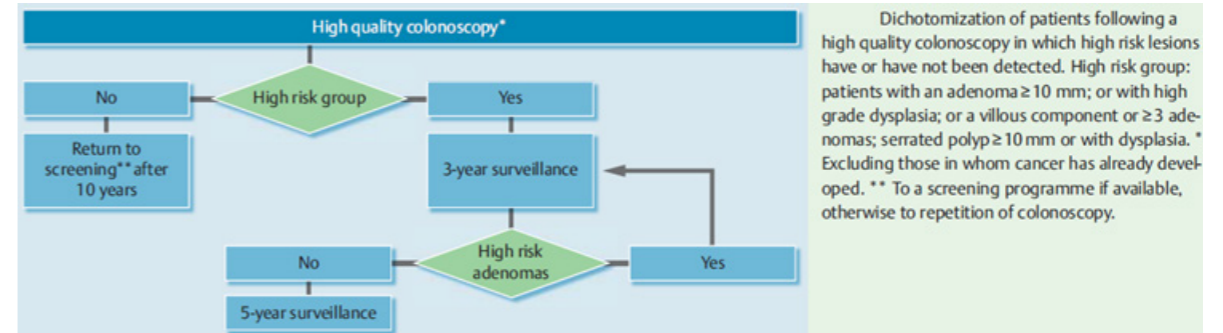 High quality colonoscopy*
No
High risk group
Yes
Return to
screening** after
10 years
3-year surveillance
No
High risk
adenomas
Yes
5-year surveillance
Dichotomization of patients following a
high quality colonoscopy in which high risk lesions
have or have not been detected. High risk group:
patients with an adenoma ≥ 10 mm; or with high
grade dysplasia; or a villous component or ≥ 3 ade-
nomas; serrated polyp ≥ 10 mm or with dysplasia. *
Excluding those in whom cancer has already devel-
oped. ** To a screening programme if available,
otherwise to repetition of colonoscopy.